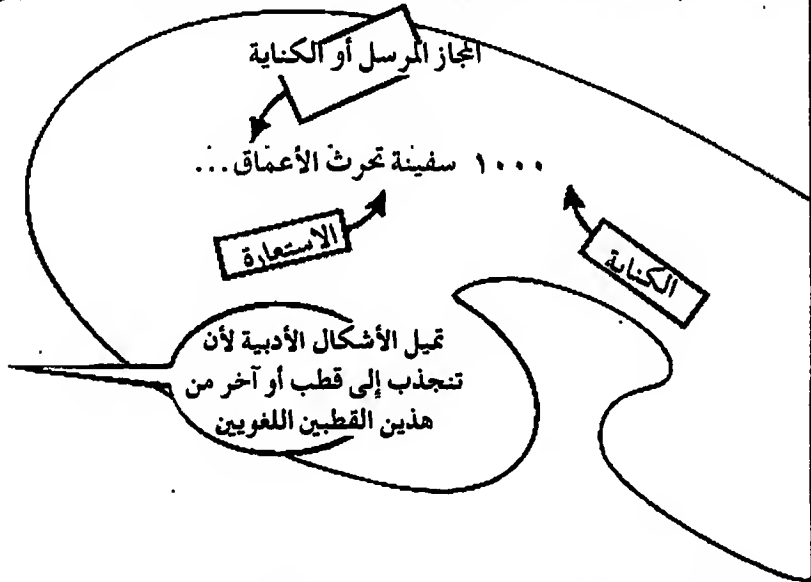 المجاز المرسل أو الكناية
١٠٠٠ سفينة تحرث الأعماق...
الاستعارة
الكناية
تميل الأشكال الأدبية لأن
تنجذب إلى قطب أو آخر من
هذين القطبين اللغويين